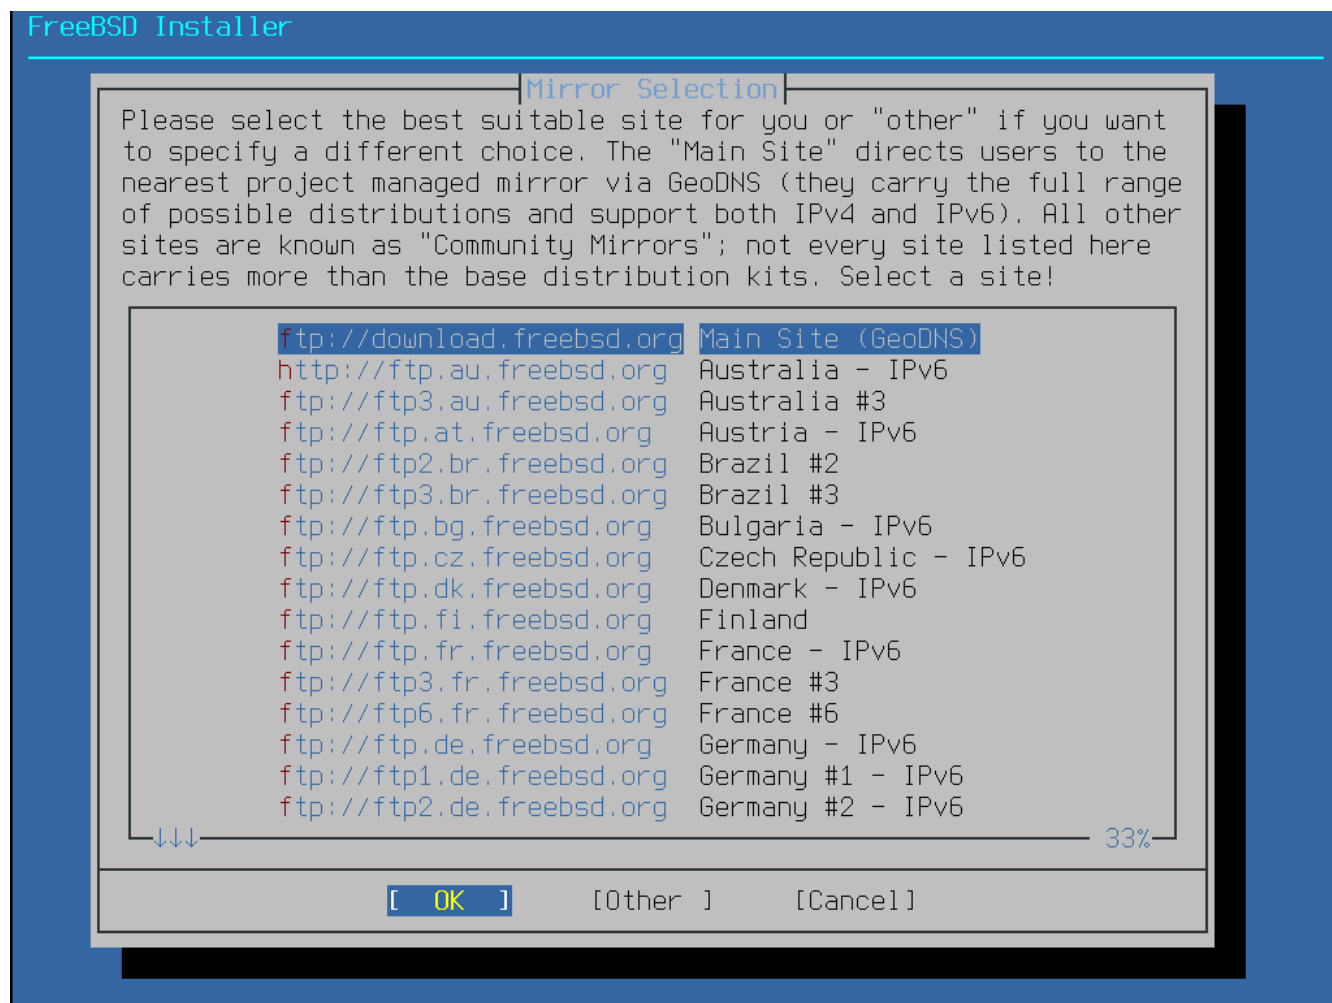 FreeBSD Installer
Mirror Selection
Please select the best suitable site for you or "other" if you want
to specify a different choice. The "Main Site" directs users to the
nearest project managed mirror via GeoDNS (they carry the full range
of possible distributions and support both IPv4 and IPv6). All other
sites are known as "Community Mirrors"; not every site listed here
carries more than the base distribution kits. Select a site!
ftp://download.freebsd.org Main Site (GeoDNS)
http://ftp.au.freebsd.org Australia - IPv6
ftp://ftp3.au.freebsd.org Australia #3
ftp://ftp.at.freebsd.org Austria - IPv6
ftp://ftp2.br.freebsd.org Brazil #2
ftp://ftp3.br.freebsd.org Brazil #3
ftp://ftp.bg.freebsd.org Bulgaria - IPv6
ftp://ftp.cz.freebsd.org Czech Republic - IPv6
ftp://ftp.dk.freebsd.org Denmark - IPv6
ftp://ftp.fi.freebsd.org Finland
ftp://ftp.fr.freebsd.org France - IPv6
ftp://ftp3.fr.freebsd.org France #3
ftp://ftp6.fr.freebsd.org France #6
ftp://ftp.de.freebsd.org Germany - IPv6
ftp://ftp1.de.freebsd.org Germany #1 - IPv6
ftp://ftp2.de.freebsd.org Germany #2 - IPv6
↓↓↓ 33%
[ OK ] [Other ] [Cancel]